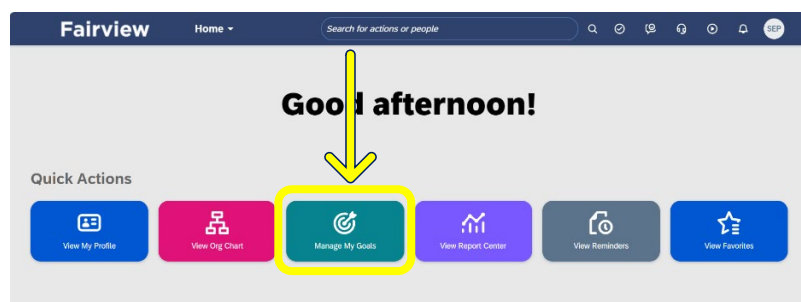 Fairview Home Search for actions or people SEP
Good afternoon!
Quick Actions
View My Profile View Org Chart Manage My Goals View Report Center View Reminders View Favorites